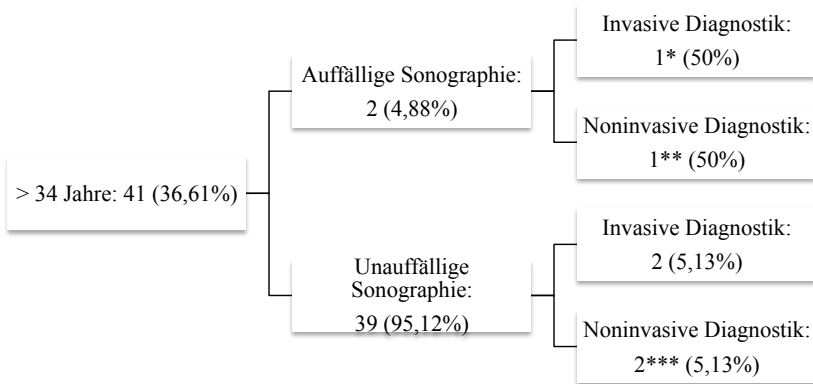 > 34 Jahre: 41 (36,61%)
Auffällige Sonographie:
2 (4,88%)
Invasive Diagnostik:
1* (50%)
Noninvasive Diagnostik:
1** (50%)
Unauffällige
Sonographie:
39 (95,12%)
Invasive Diagnostik:
2 (5,13%)
Noninvasive Diagnostik:
2*** (5,13%)